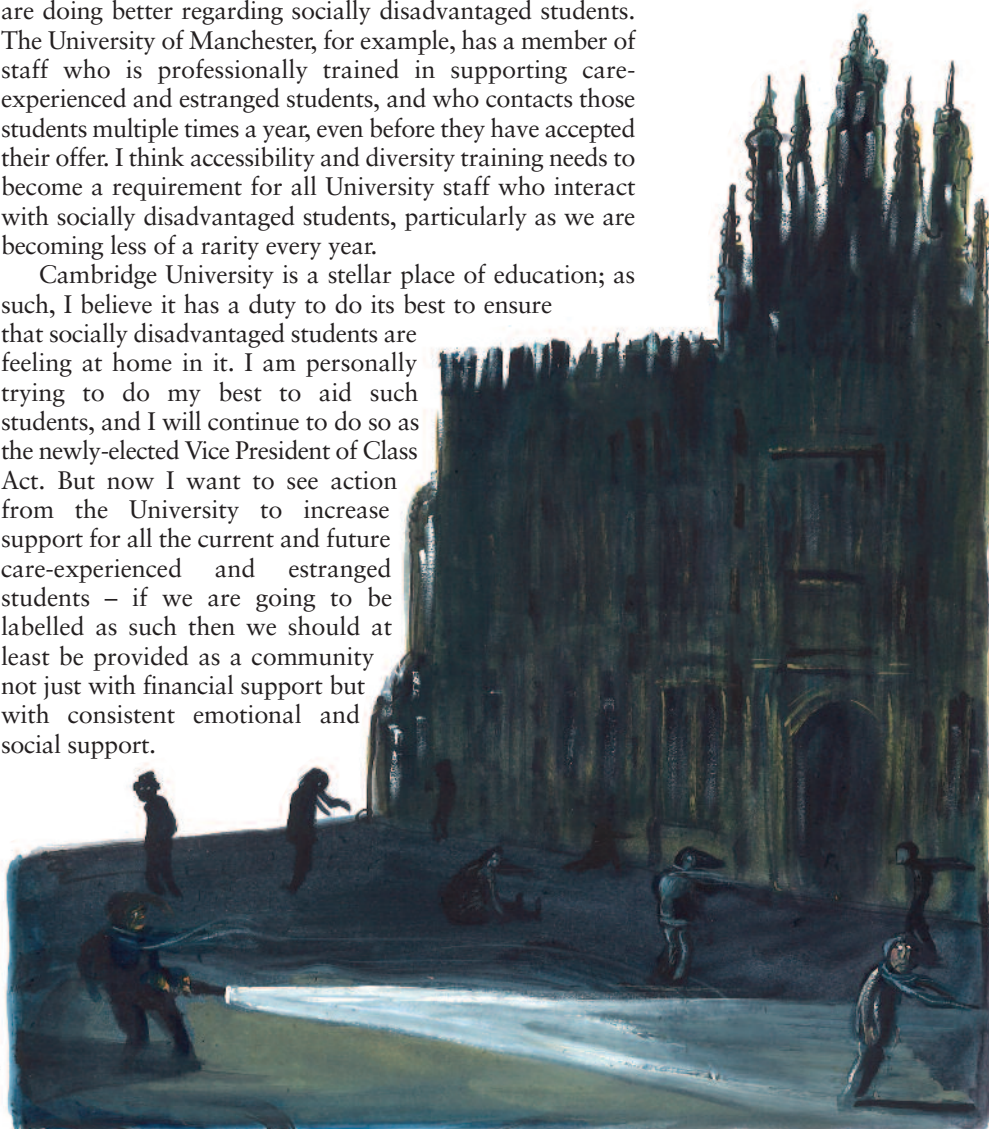 are doing better regarding socially disadvantaged students.
The University of Manchester, for example, has a member of
staff who is professionally trained in supporting care-
experienced and estranged students, and who contacts those
students multiple times a year, even before they have accepted
their offer. I think accessibility and diversity training needs to
become a requirement for all University staff who interact
with socially disadvantaged students, particularly as we are
becoming less of a rarity every year.
Cambridge University is a stellar place of education; as
such, I believe it has a duty to do its best to ensure
that socially disadvantaged students are
feeling at home in it. I am personally
trying to do my best to aid such
students, and I will continue to do so as
the newly-elected Vice President of Class
Act. But now I want to see action
from the University to increase
support for all the current and future
care-experienced and estranged
students – if we are going to be
labelled as such then we should at
least be provided as a community
not just with financial support but
with consistent emotional and
social support.